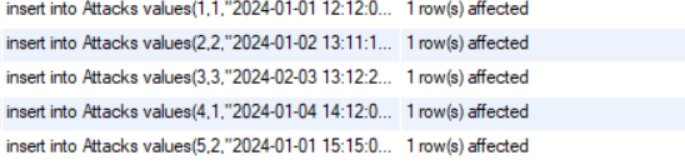 insert into Attacks values(1,1,"2024-01-01 12:12:0... 1 row(s) affected
insert into Attacks values(2,2,"2024-01-02 13:11:1... 1 row(s) affected
insert into Attacks values(3,3,"2024-02-03 13:12:2... 1 row(s) affected
insert into Attacks values(4,1,"2024-01-04 14:12:0... 1 row(s) affected
insert into Attacks values(5,2,"2024-01-01 15:15:0... 1 row(s) affected